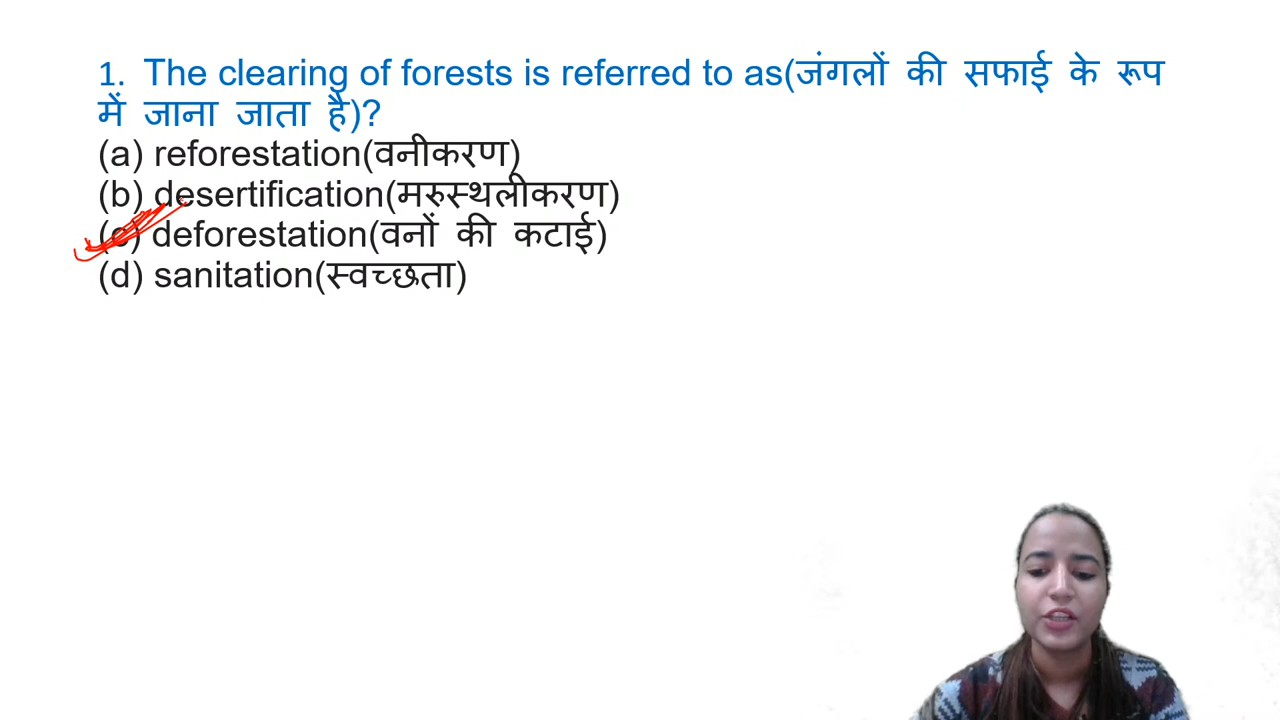 1. The clearing of forests is referred to as(जंगलों की सफाई के रूप
में जाना जाता है)?
(a) reforestation(वनीकरण)
(b) desertification(मरुस्थलीकरण)
(c) deforestation(वनों की कटाई)
(d) sanitation(स्वच्छता)